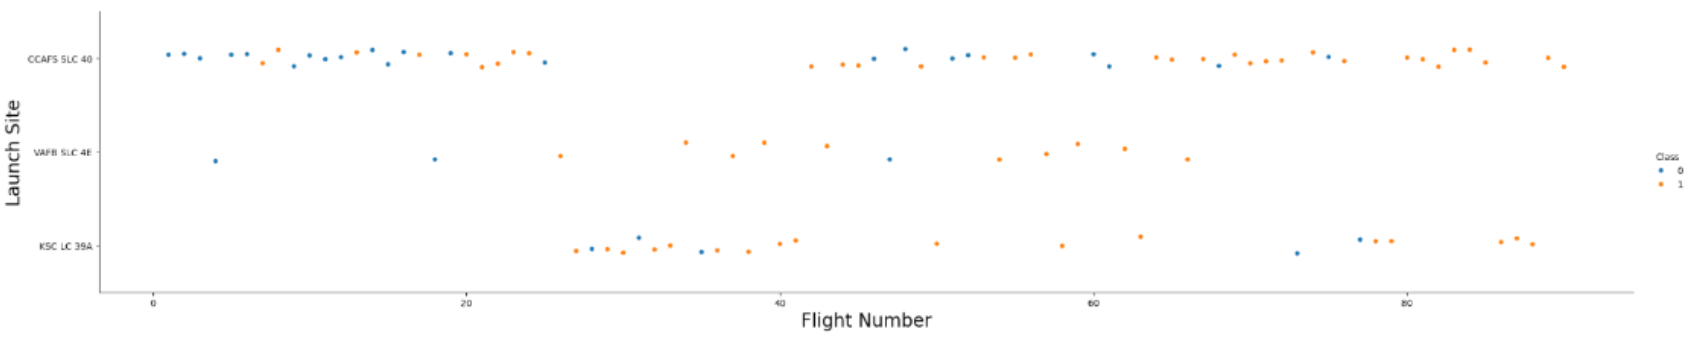 Launch Site
CCAFS SLC 40
VAFB SLC 4E
KSC LC 39A
0
20
40
60
80
Flight Number
Class
0
1